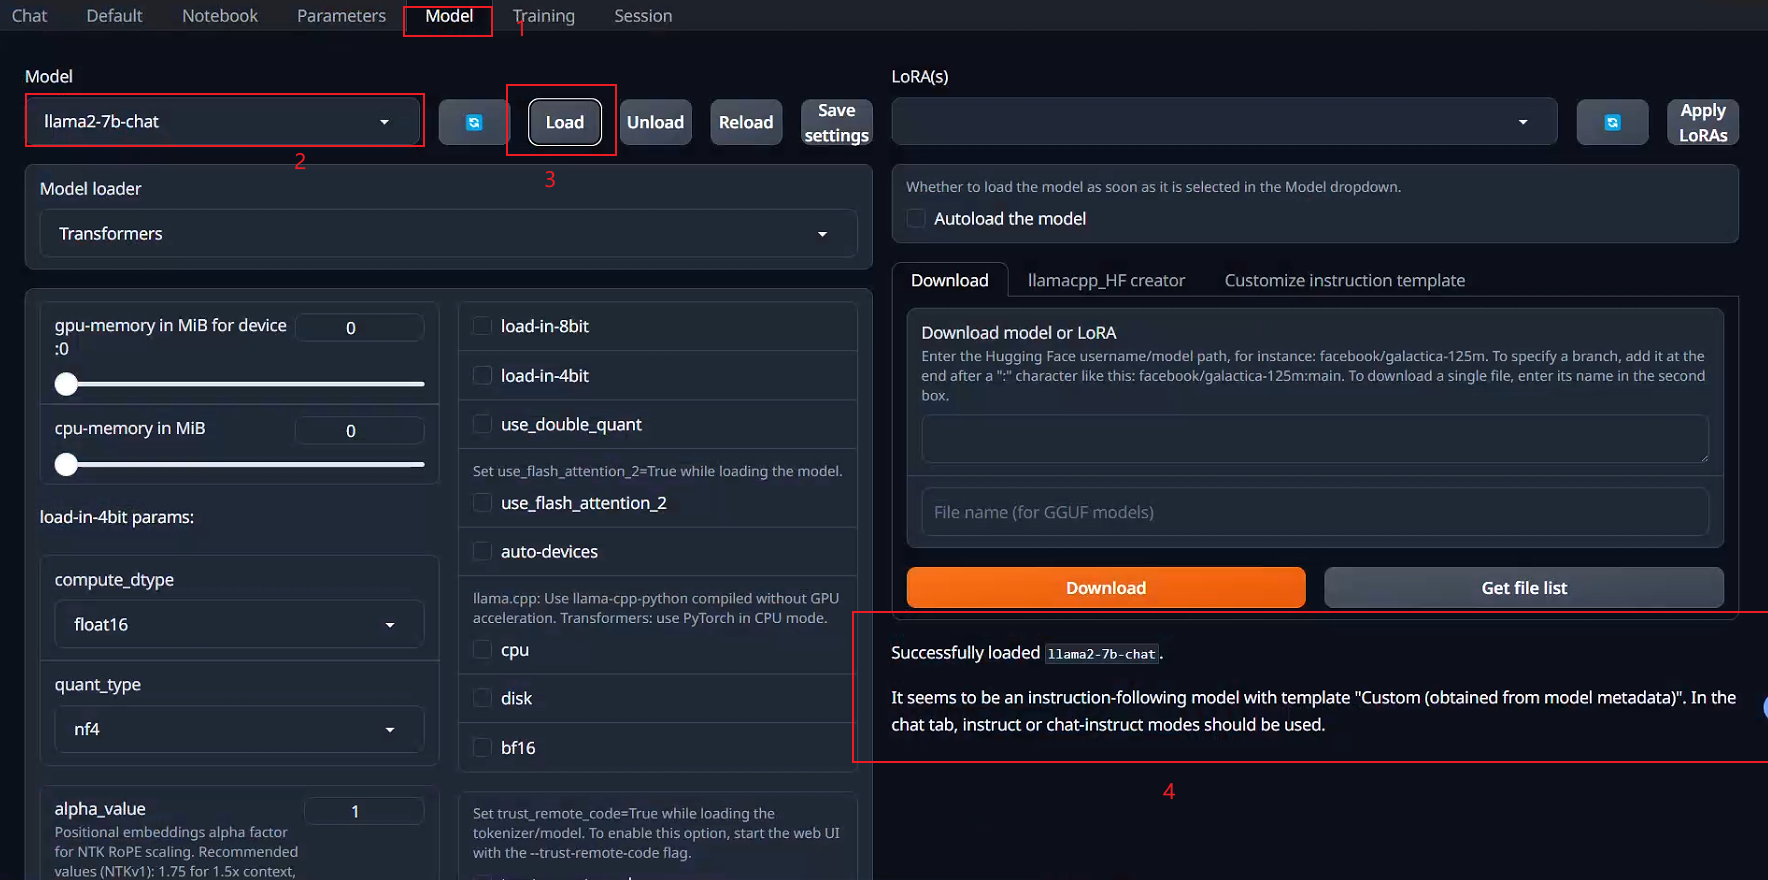 Chat Default Notebook Parameters Model Training Session
1
Model
llama2-7b-chat
Load
Unload
Reload
Save
settings
2
3
Model loader
Transformers
gpu-memory in MiB for device
:0
0
cpu-memory in MiB
0
load-in-4bit params:
compute_dtype
float16
quant_type
nf4
alpha_value
1
Positional embeddings alpha factor
for NTK RoPE scaling. Recommended
values (NTKv1): 1.75 for 1.5x context,
load-in-8bit
load-in-4bit
use_double_quant
Set use_flash_attention_2=True while loading the model.
use_flash_attention_2
auto-devices
llama.cpp: Use llama-cpp-python compiled without GPU
acceleration. Transformers: use PyTorch in CPU mode.
cpu
disk
bf16
Set trust_remote_code=True while loading the
tokenizer/model. To enable this option, start the web UI
with the --trust-remote-code flag.
LoRA(s)
Apply
LoRAs
Whether to load the model as soon as it is selected in the Model dropdown.
Autoload the model
Download llamacpp_HF creator Customize instruction template
Download model or LoRA
Enter the Hugging Face username/model path, for instance: facebook/galactica-125m. To specify a branch, add it at the
end after a ":" character like this: facebook/galactica-125m:main. To download a single file, enter its name in the second
box.
File name (for GGUF models)
Download
Get file list
Successfully loaded llama2-7b-chat.
It seems to be an instruction-following model with template "Custom (obtained from model metadata)". In the
chat tab, instruct or chat-instruct modes should be used.
4